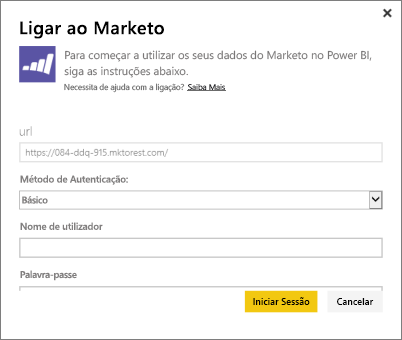 Ligar ao Marketo
Para começar a utilizar os seus dados do Marketo no Power BI,
siga as instruções abaixo.
Necessita de ajuda com a ligação? Saiba Mais
url
https://084-ddq-915.mktorest.com/
Método de Autenticação:
Básico
Nome de utilizador
Palavra-passe
Iniciar Sessão
Cancelar